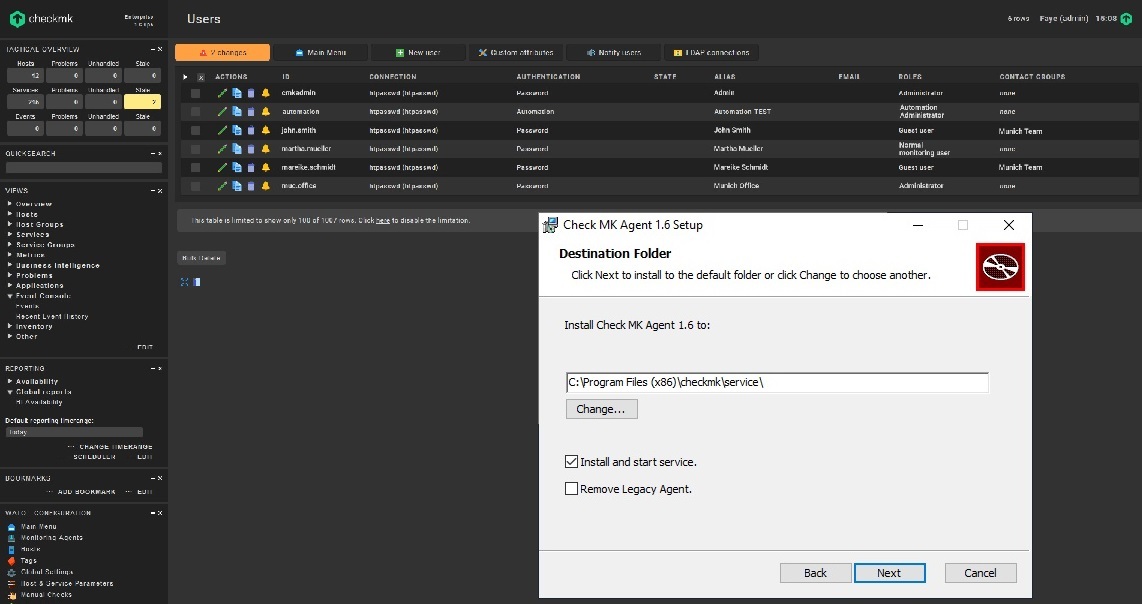 checkmk
Enterprise
Users
6 rows Faye (admin) 15:08
TACTICAL OVERVIEW
Hosts Problems Unhandled Stale
0 0 0
Services Problems Unhandled Stale
0 0 2
Events Problems Unhandled Stale
0 0 0 0
QUICKSEARCH
VIEWS
Overview
Hosts
Host Groups
Services
Service Groups
Metrics
Business Intelligence
Problems
Applications
Event Console
Events
Recent Event History
Inventory
Other
EDIT
REPORTING
Availability
Global reports
Availability
Default reporting timerange:
Today
CHANGE TIMERANGE
SCHEDULER EDIT
BOOKMARKS
ADD BOOKMARK EDIT
WATO CONFIGURATION
Main Menu
Monitoring Agents
Hosts
Tags
Global Settings
Host & Service Parameters
Manual Checks
2 changes Main Menu New user Custom attributes Notify users LDAP connections
X ACTIONS ID CONNECTION AUTHENTICATION STATE ALIAS EMAIL ROLES CONTACT GROUPS
cmkadmin htpasswd (htpasswd) Password Admin Administrator none
automation htpasswd (htpasswd) Automation Automation TEST Automation Administrator none
john.smith htpasswd (htpasswd) Password John Smith Guest user Munich Team
martha.mueller htpasswd (htpasswd) Password Martha Mueller Normal monitoring user none
mareike.schmidt htpasswd (htpasswd) Password Mareike Schmidt Guest user Munich Team
muc.office htpasswd (htpasswd) Password Munich Office Administrator none
This table is limited to show only 100 of 1007 rows. Click here to disable the limitation.
Bulk Delete
Check MK Agent 1.6 Setup
Destination Folder
Click Next to install to the default folder or click Change to choose another.
Install Check MK Agent 1.6 to:
C:\Program Files (x86)\checkmk\service\
Change...
Install and start service.
Remove Legacy Agent.
Back Next Cancel